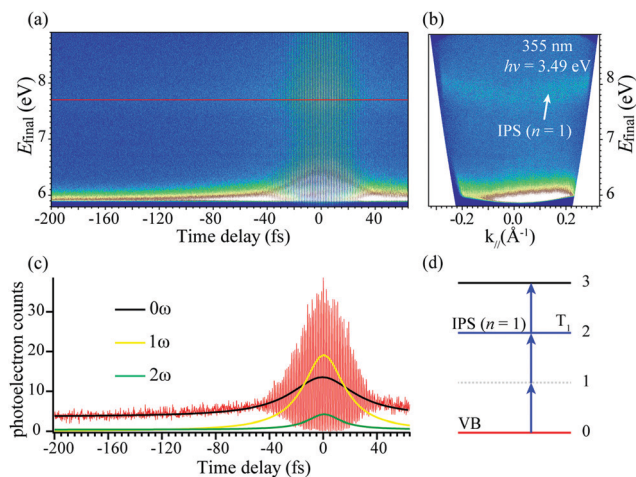 (a)
E_final (eV)
8
7
6
-200 -160 -120 -80 -40 0 40
Time delay (fs)
(b)
355 nm
hν = 3.49 eV
IPS (n = 1)
8
7
6
E_final (eV)
-0.2 0.0 0.2
k_//(Å⁻¹)
(c)
photoelectron counts
30
20
10
0
0ω
1ω
2ω
-200 -160 -120 -80 -40 0 40
Time delay (fs)
(d)
3
IPS (n = 1) T₁ 2
1
VB 0